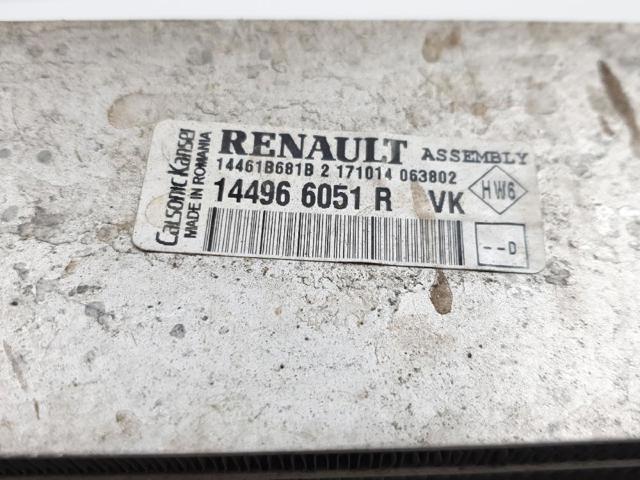 Calsonic Kansei
MADE IN ROMANIA
RENAULT ASSEMBLY
14461B681B 2 171014 063802
14496 6051 R VK
HW6
--D